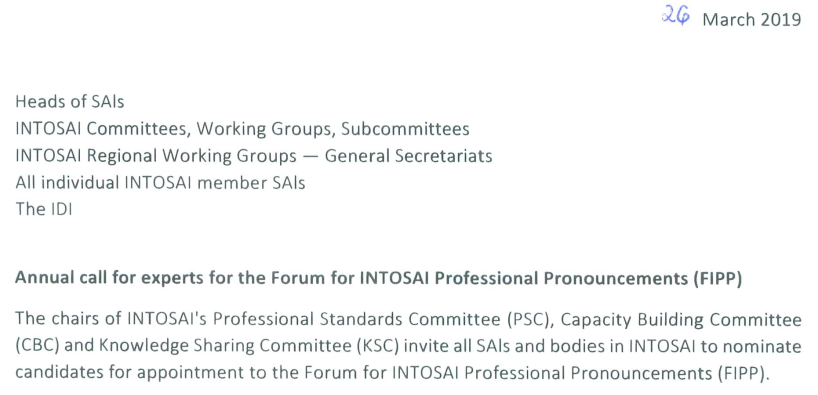 26 March 2019
Heads of SAIs
INTOSAI Committees, Working Groups, Subcommittees
INTOSAI Regional Working Groups — General Secretariats
All individual INTOSAI member SAIs
The IDI
Annual call for experts for the Forum for INTOSAI Professional Pronouncements (FIPP)
The chairs of INTOSAI's Professional Standards Committee (PSC), Capacity Building Committee
(CBC) and Knowledge Sharing Committee (KSC) invite all SAIs and bodies in INTOSAI to nominate
candidates for appointment to the Forum for INTOSAI Professional Pronouncements (FIPP).